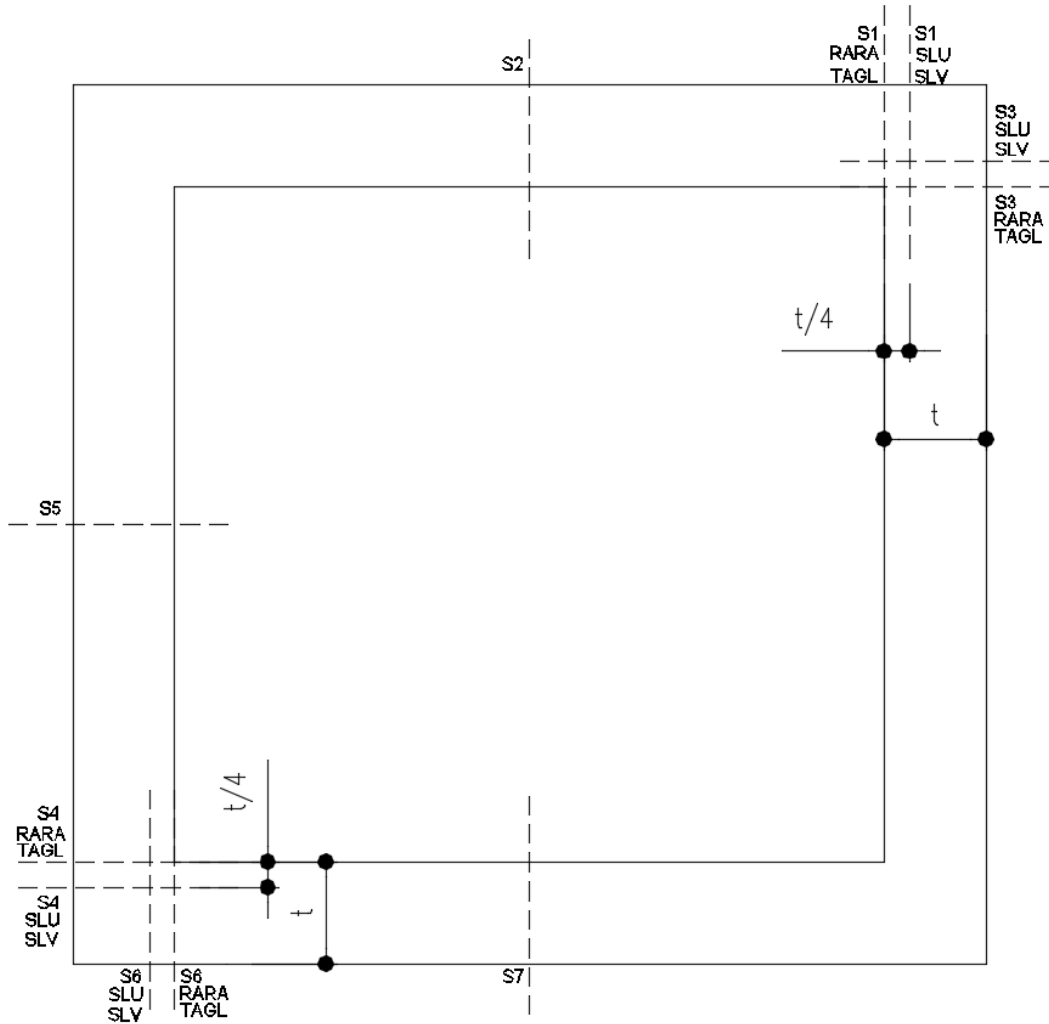 S1
RARA
TAGL
S1
SLU
SLV
S2
S3
SLU
SLV
S3
RARA
TAGL
t/4
t
S5
t/4
S4
RARA
TAGL
S4
SLU
SLV
t
S6
SLU
SLV
S6
RARA
TAGL
S7